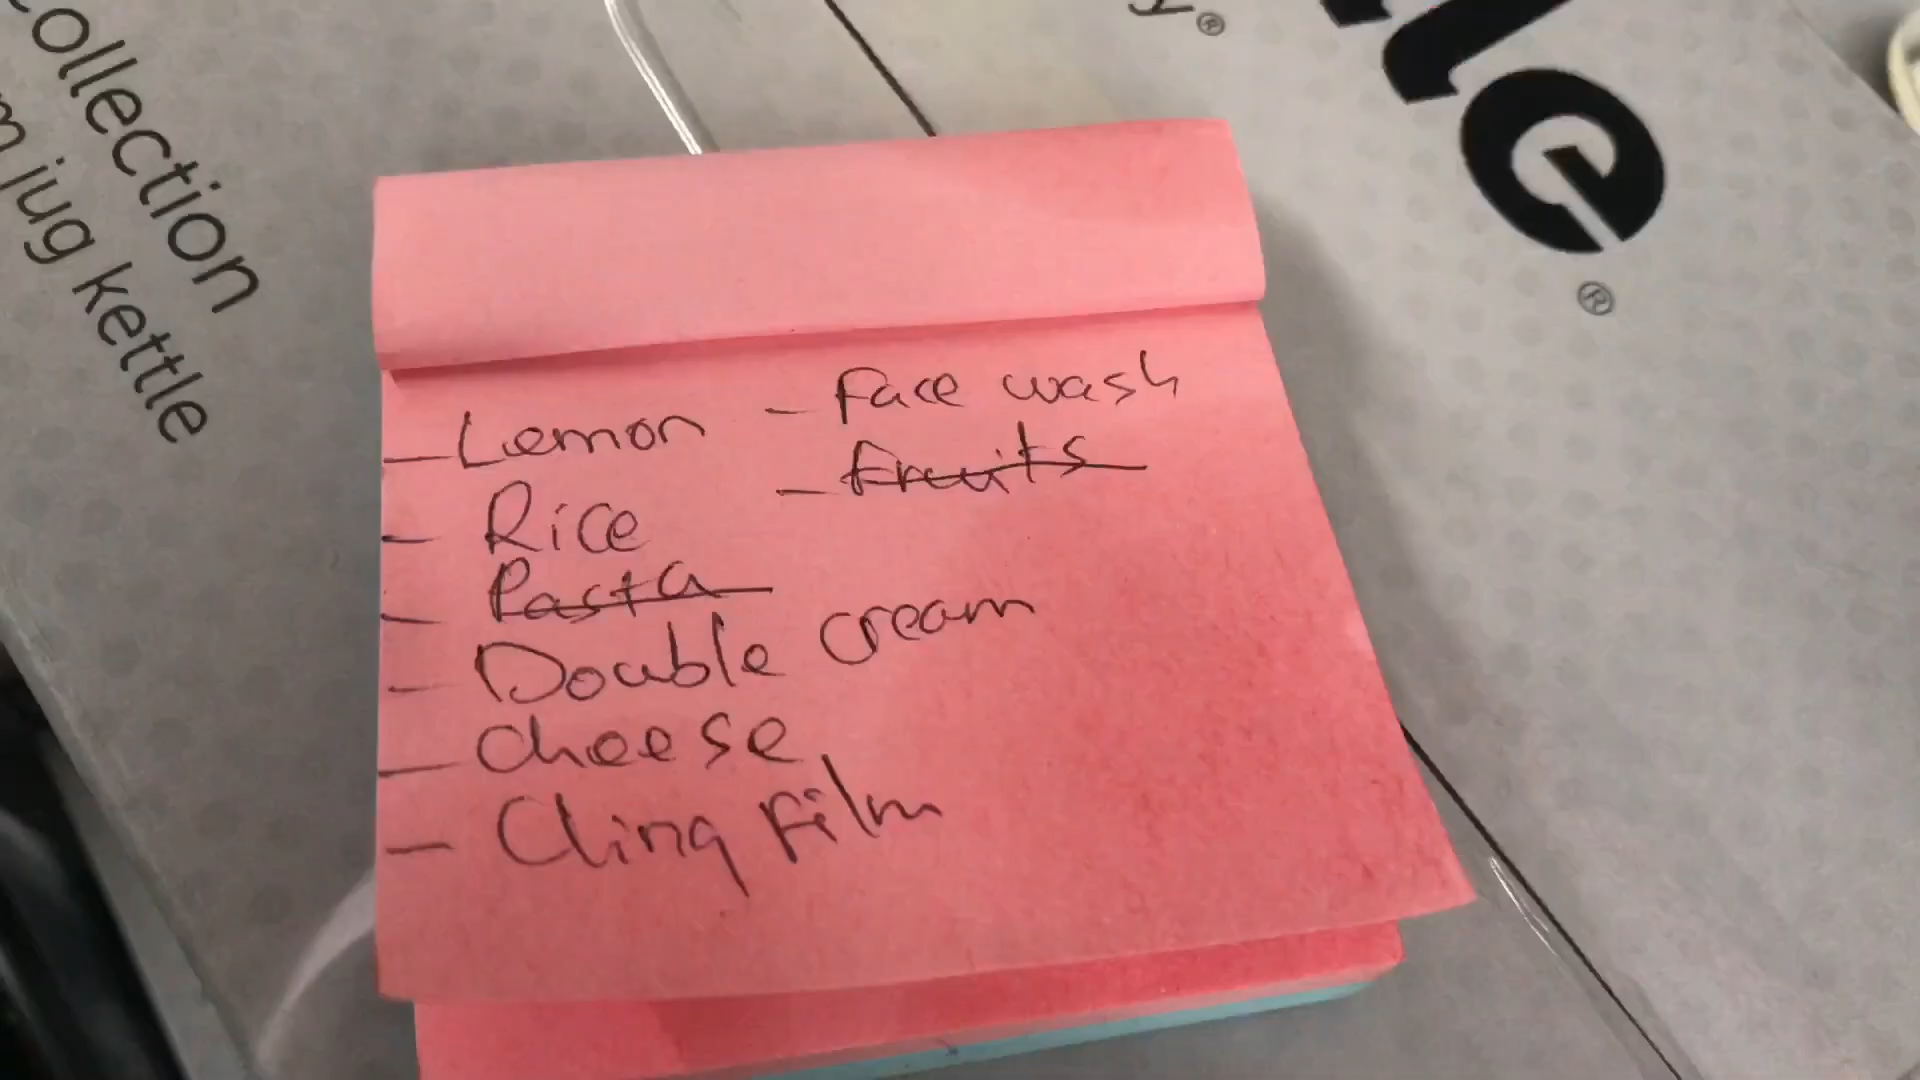 collection
jug kettle
le®
- Lemon
- Rice
- Pasta
- Double cream
- cheese
- Cling film
- Face wash
- fruits